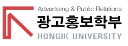 Advertising & Public Relations
광고홍보학부
HONGIK UNIVERSITY